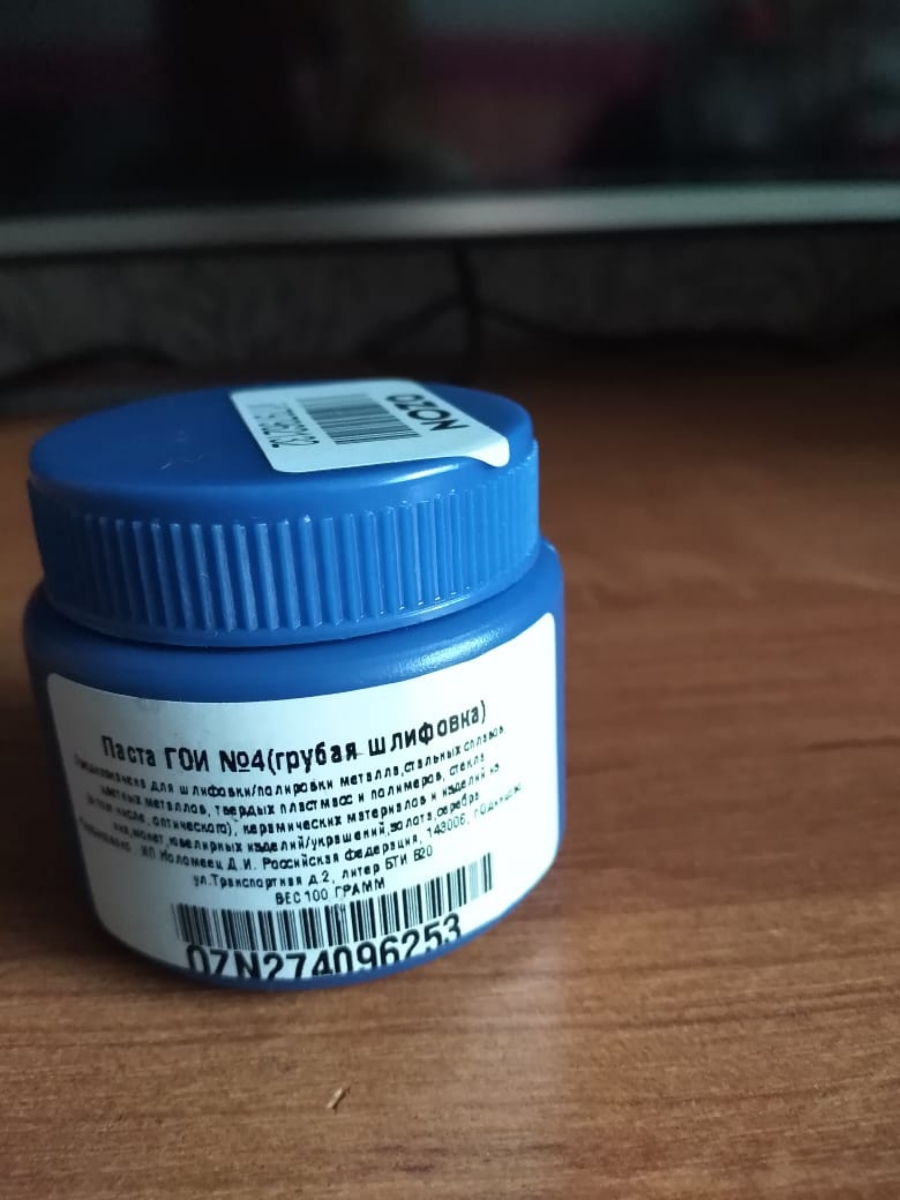 OZON
Паста ГОИ №4(грубая шлифовка)
Предназначена для шлифовки/полировки металла,стальных сплавов,
цветных металлов, твердых пластмасс и полимеров, стекла
(в том числе, оптического), керамических материалов и изделий из
них,монет,ювелирных изделий/украшений,золота,серебра
ИП Коломеец Д.И. Российская Федерация, 143006, г.Одинцово
ул.Транспортная д.2, литер БТИ В20
ВЕС 100 ГРАММ
OZN274096253